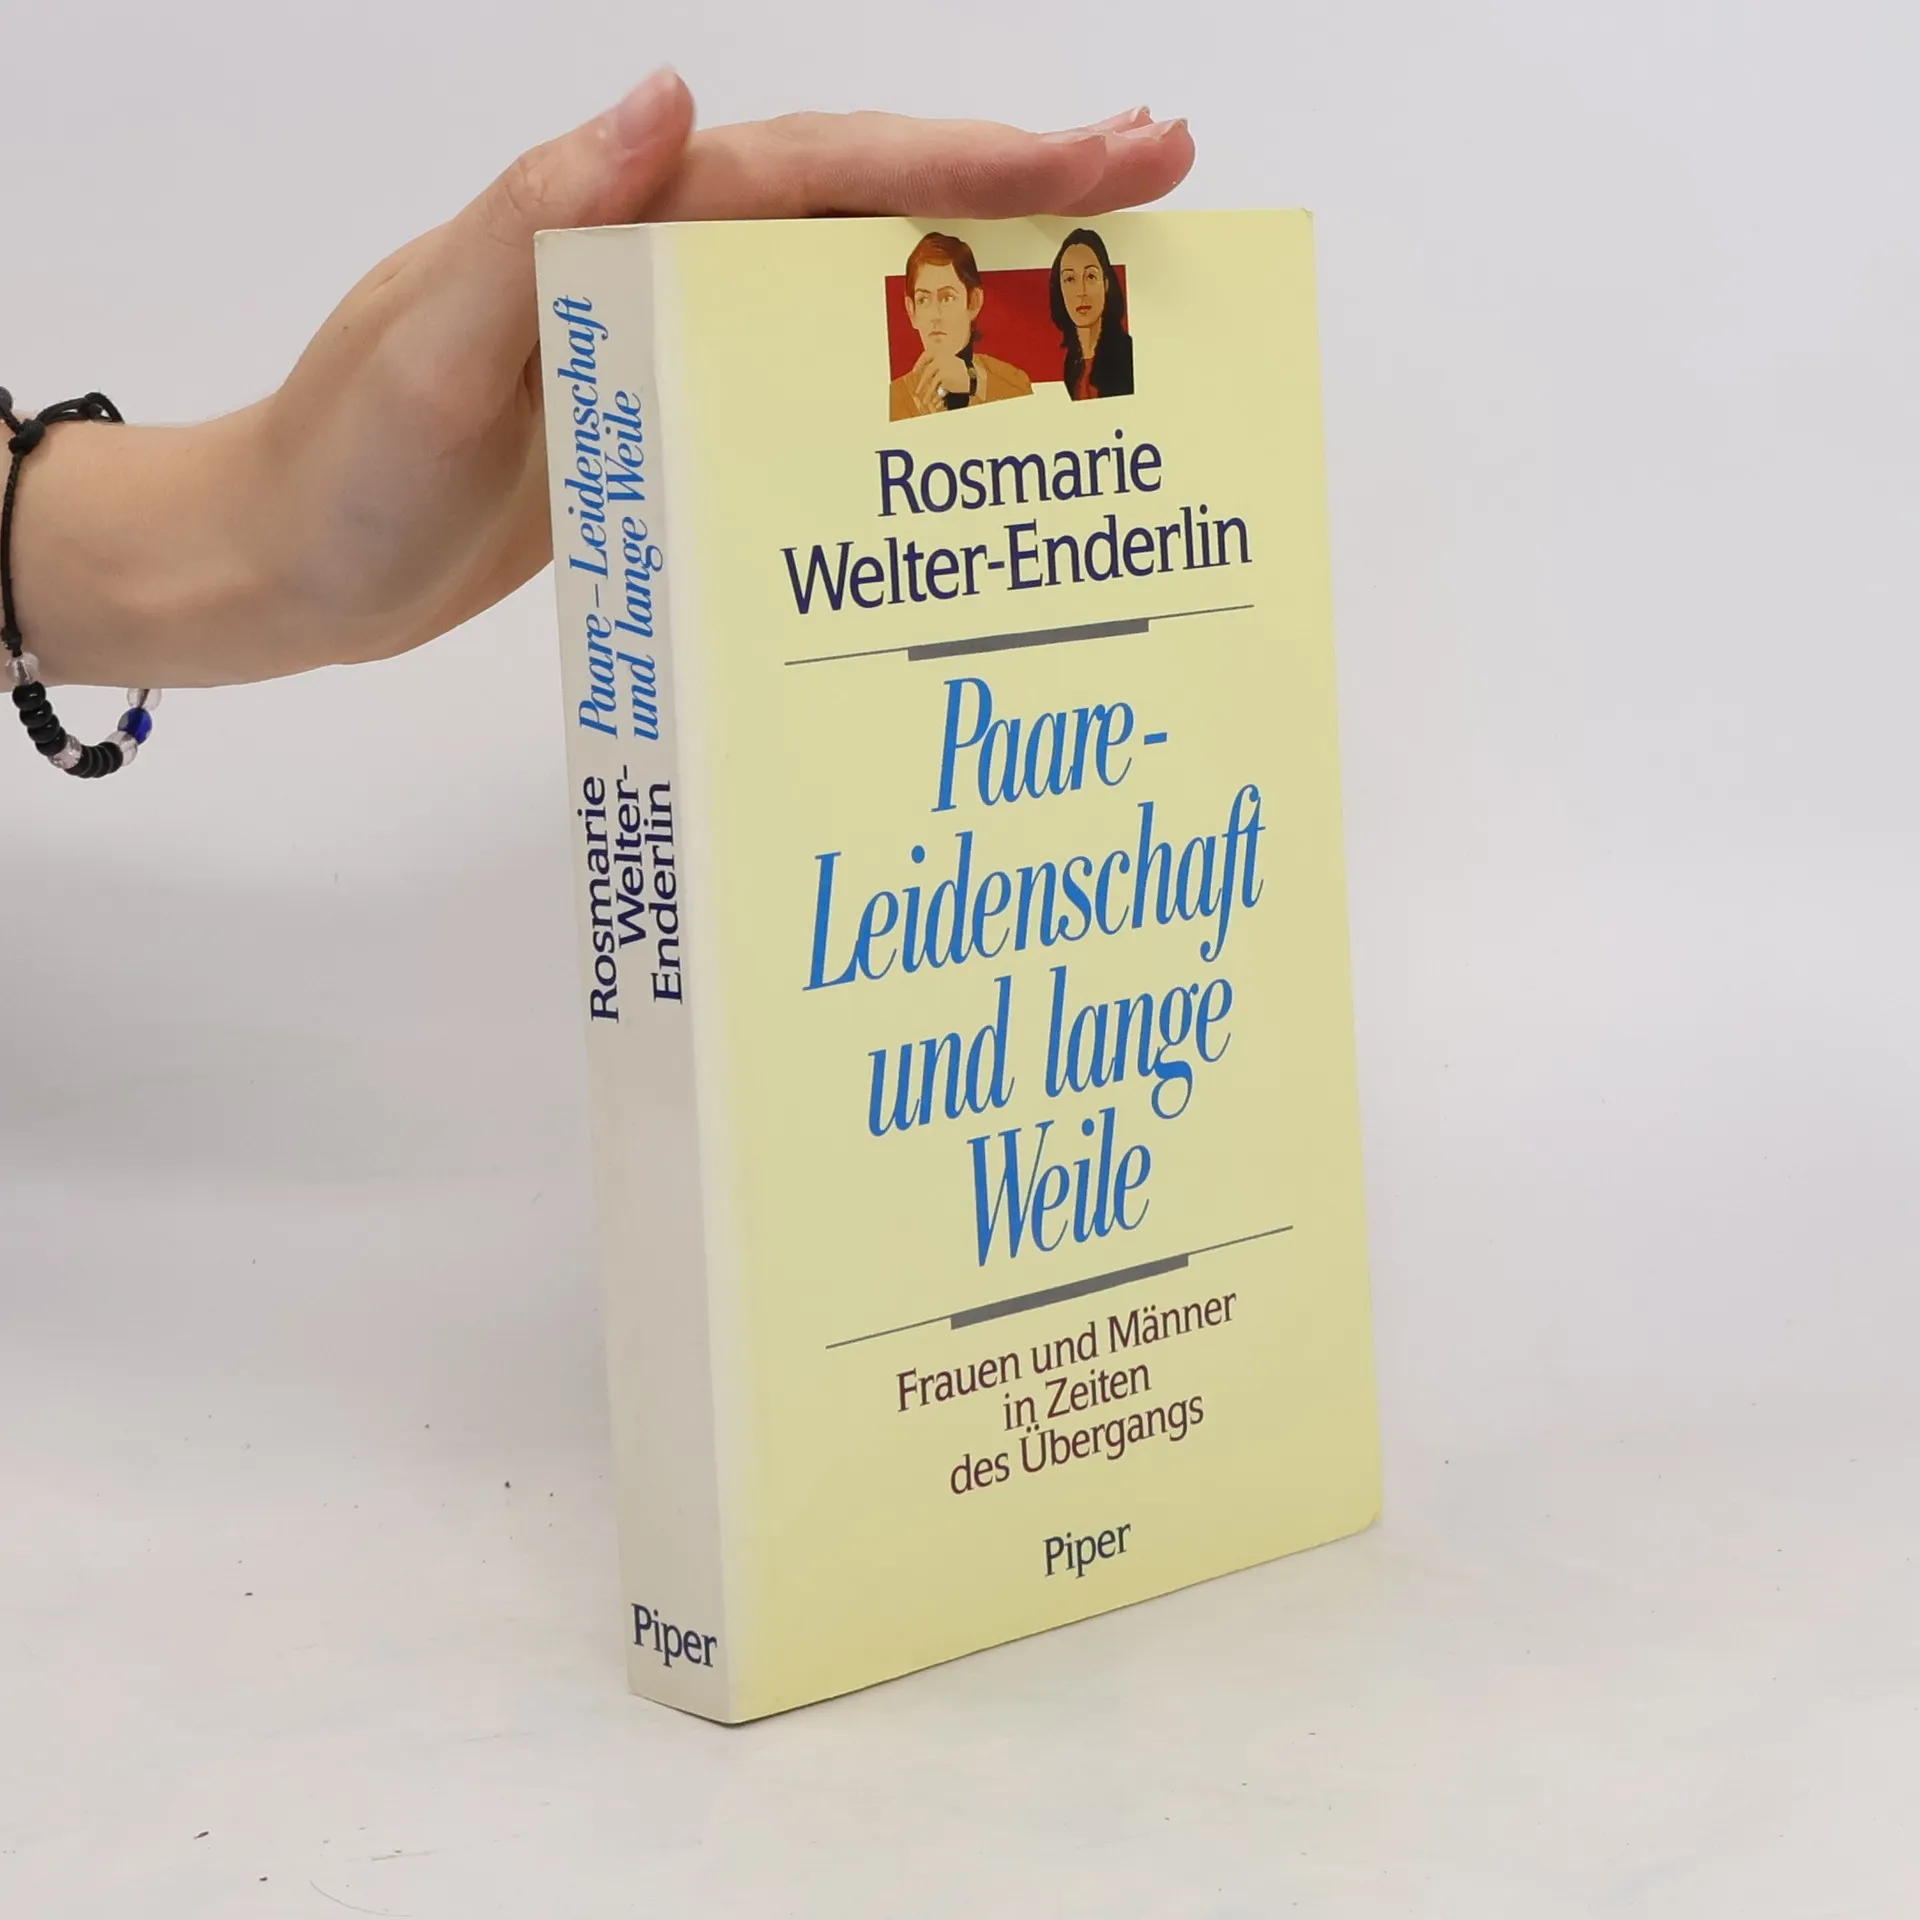 Paare – Leidenschaft
und lange Weile
Rosmarie
Welter-
Enderlin
Piper
Rosmarie
Welter-Enderlin
Paare-
Leidenschaft
und lange
Weile
Frauen und Männer
in Zeiten
des Übergangs
Piper